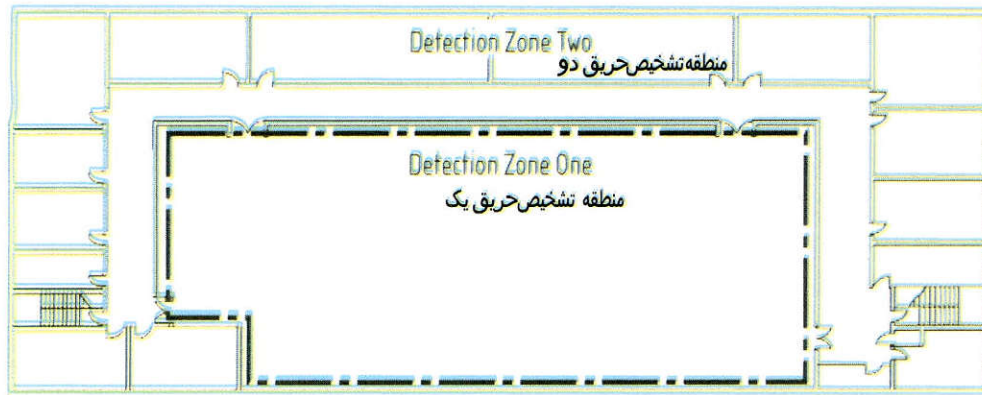 Detection Zone Two
منطقه تشخیص حریق دو
Detection Zone One
منطقه تشخیص حریق یک